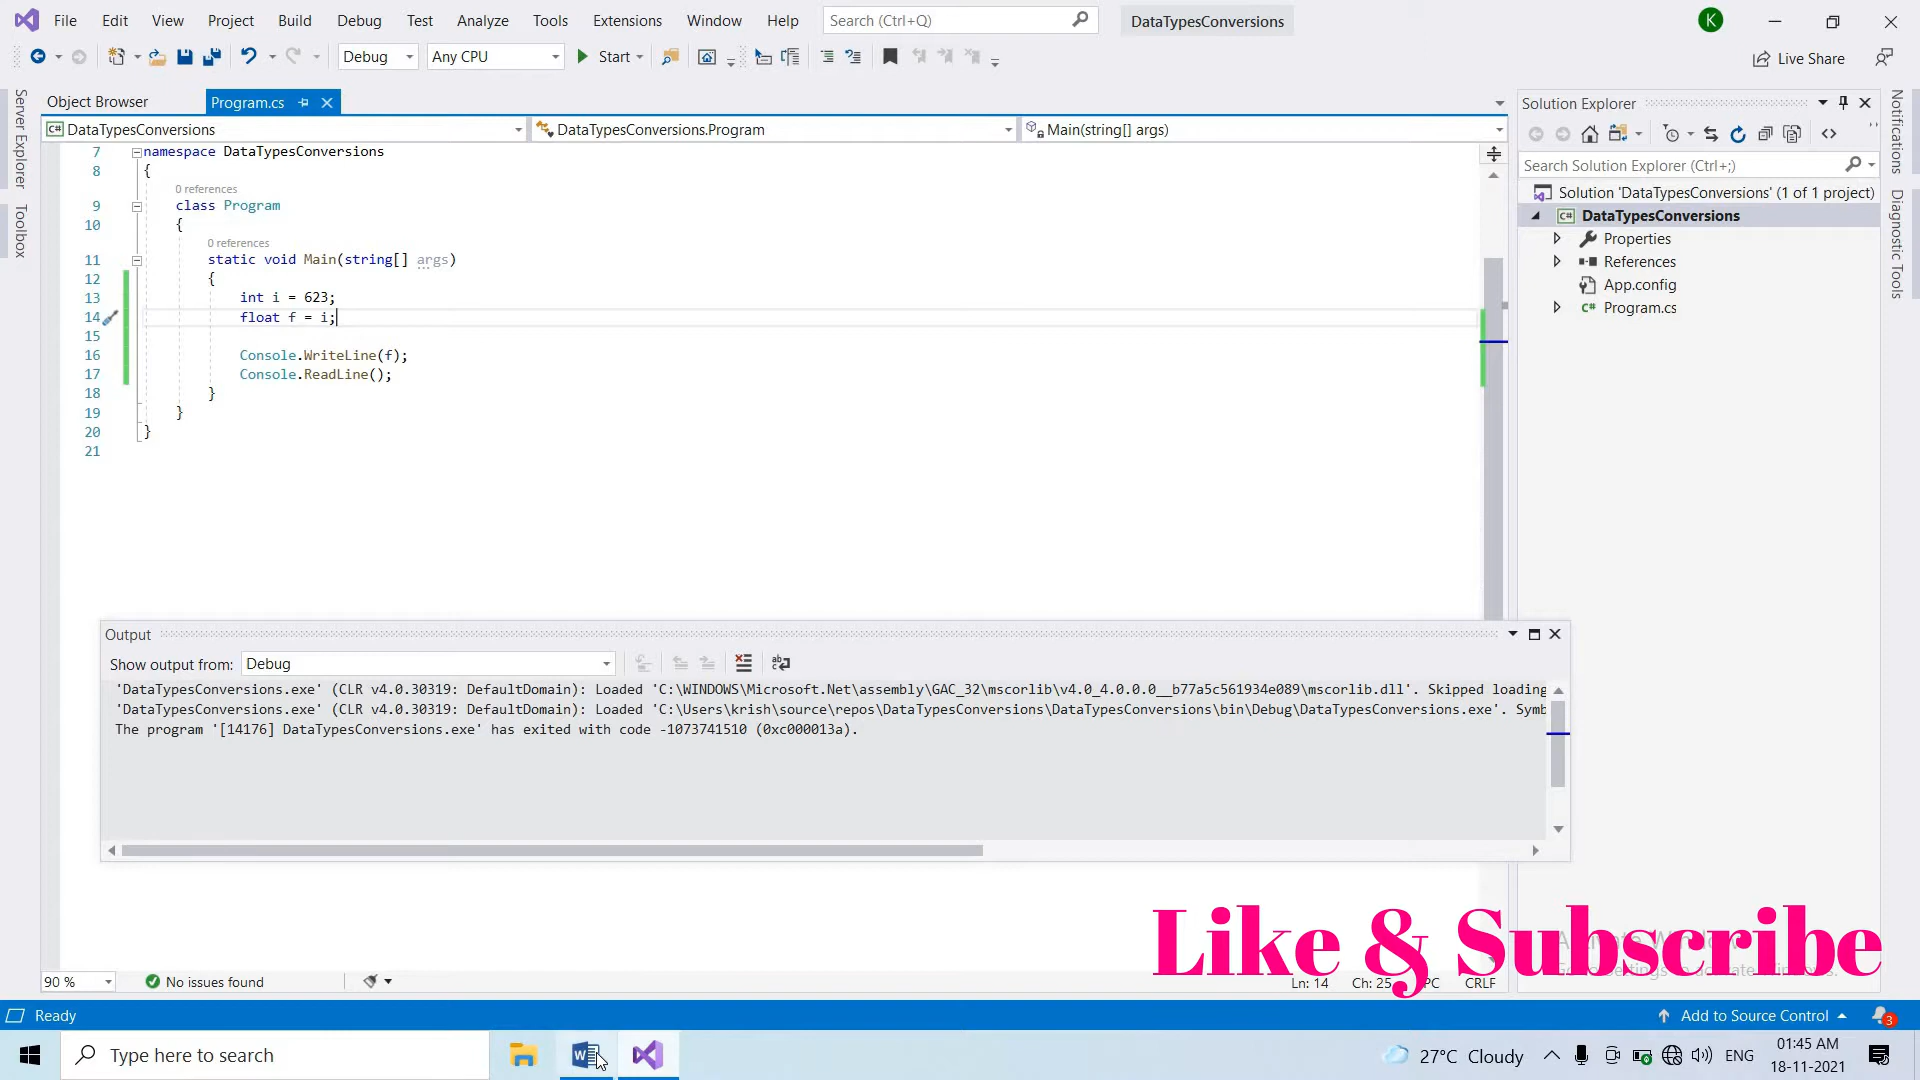 File Edit View Project Build Debug Test Analyze Tools Extensions Window Help Search (Ctrl+Q) DataTypesConversions K
Debug Any CPU Start Live Share
Server Explorer
Toolbox
Object Browser Program.cs
DataTypesConversions DataTypesConversions.Program Main(string[] args)
7 namespace DataTypesConversions
8 {
0 references
9 class Program
10 {
0 references
11 static void Main(string[] args)
12 {
13 int i = 623;
14 float f = i;
15
16 Console.WriteLine(f);
17 Console.ReadLine();
18 }
19 }
20 }
21
Solution Explorer
Search Solution Explorer (Ctrl+;)
Solution 'DataTypesConversions' (1 of 1 project)
C# DataTypesConversions
Properties
References
App.config
C# Program.cs
Notifications
Diagnostic Tools
Output
Show output from: Debug
'DataTypesConversions.exe' (CLR v4.0.30319: DefaultDomain): Loaded 'C:\WINDOWS\Microsoft.Net\assembly\GAC_32\mscorlib\v4.0_4.0.0.0__b77a5c561934e089\mscorlib.dll'. Skipped loading
'DataTypesConversions.exe' (CLR v4.0.30319: DefaultDomain): Loaded 'C:\Users\krish\source\repos\DataTypesConversions\DataTypesConversions\bin\Debug\DataTypesConversions.exe'. Symb
The program '[14176] DataTypesConversions.exe' has exited with code -1073741510 (0xc000013a).
Like & Subscribe
90 % No issues found Ln: 14 Ch: 25 CRLF
Ready Add to Source Control 3
Type here to search 27°C Cloudy ENG 01:45 AM
18-11-2021